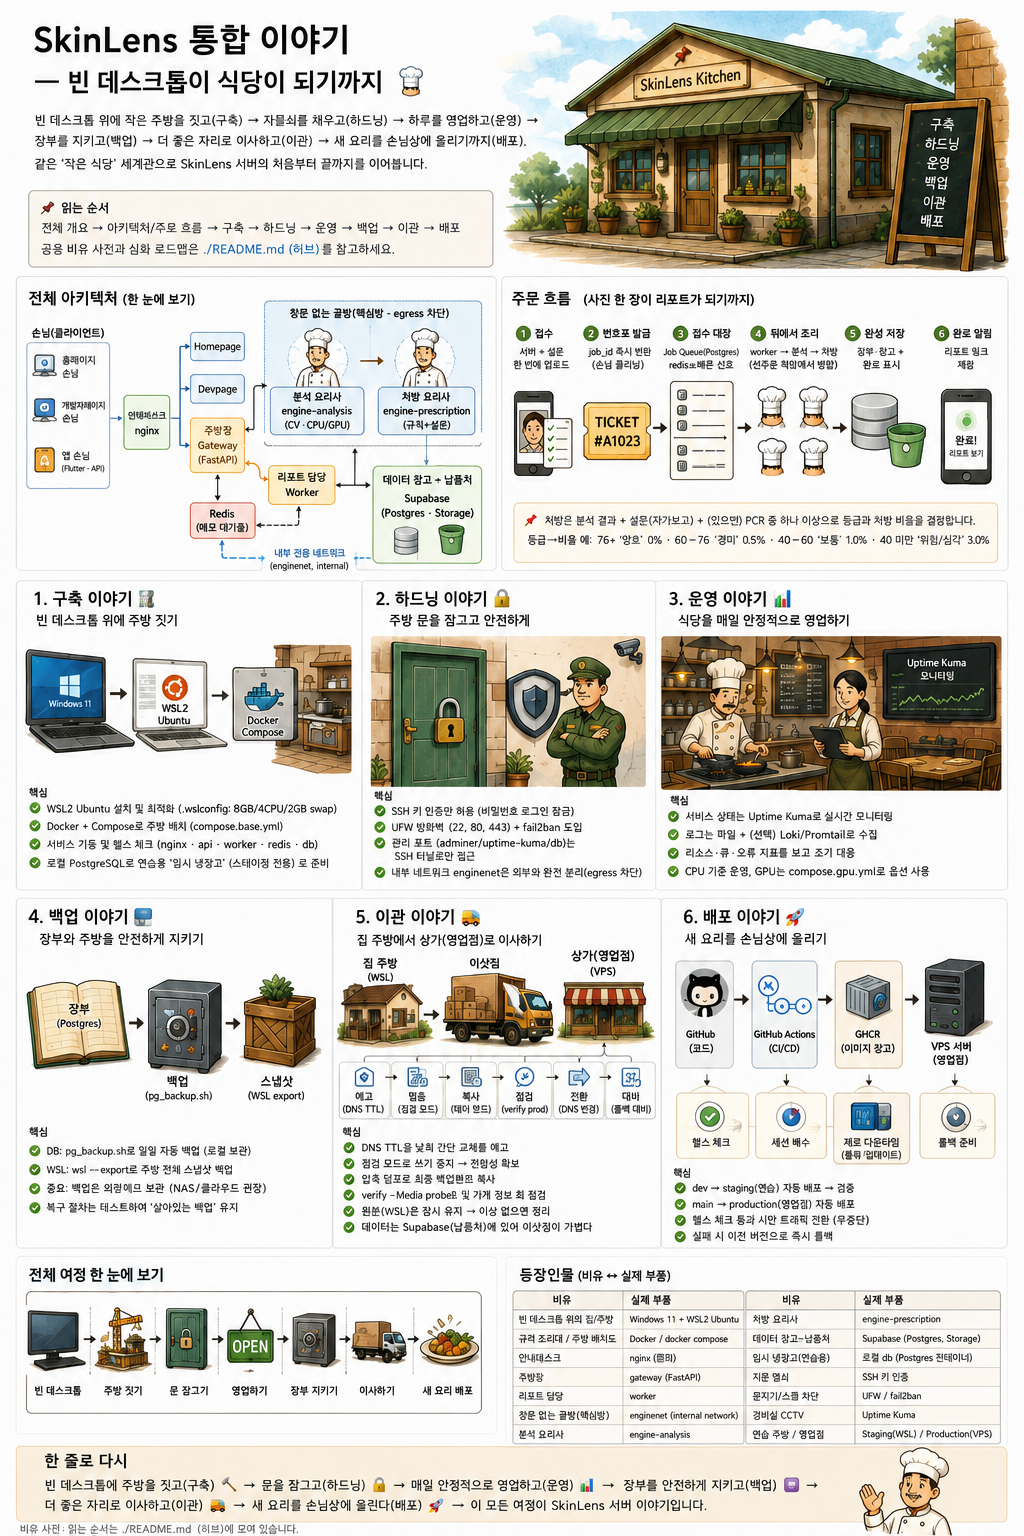 SkinLens 통합 이야기
— 빈 데스크톱이 식당이 되기까지
빈 데스크톱 위에 작은 주방을 짓고(구축) → 자물쇠를 채우고(하드닝) → 하루를 영업하고(운영) →
장부를 지키고(백업) → 더 좋은 자리로 이사하고(이관) → 새 요리를 손님상에 올리기까지(배포).
같은 ‘작은 식당’ 세계관으로 SkinLens 서버의 처음부터 끝까지를 이어봅니다.
읽는 순서
전체 개요 → 아키텍처/주모 흐름 → 구축 → 하드닝 → 운영 → 백업 → 이관 → 배포
공용 비유 사전과 심화 로드맵은 ./README.md (허브)를 참고하세요.
SkinLens Kitchen
구축
하드닝
운영
백업
이관
배포
전체 아키텍처 (한 눈에 보기)
손님(클라이언트)
홈페이지
손님
개발자페이지
손님
앱 손님
(Flutter · API)
nginx
Homepage
Devpage
주방장
Gateway
(FastAPI)
창문 없는 골방(핵심방 - egress 차단)
분석 요리사
engine-analysis
(CV · CPU/GPU)
처방 요리사
engine-prescription
(규칙+설문)
리포트 담당
Worker
Redis
(메모 대기풀)
데이터 창고 + 납품처
Supabase
(Postgres · Storage)
내부 전용 네트워크
(enginenet, internal)
주문 흐름 (사진 한 장이 리포트가 되기까지)
1 접수
서버 + 설문
한 번에 업로드
2 번호표 발급
job_id 즉시 반환
(손님 폴리닝)
3 접수 대장
Job Queue(Postgres)
redis로빠른 신호
4 뒤에서 조리
worker → 분석 → 처방
5 완성 저장
장부·창고 +
완료 표시
6 완로 알림
리포트 링크
제공
TICKET
#A1023
완료!
리포트 보기
처방은 분석 결과 + 설문(자가보고) + (있으면) PCR 중 하나 이상으로 등급과 처방 비율을 결정합니다.
등급→비율 예: 76+ ‘양호’ 0% · 60–76 ‘경미’ 0.5% · 40–60 ‘보통’ 1.0% · 40 미만 ‘위험/심각’ 3.0%
1. 구축 이야기
빈 데스크톱 위에 주방 짓기
Windows 11
WSL2
Ubuntu
Docker
Compose
핵심
WSL2 Ubuntu 설치 및 최적화 (.wslconfig: 8GB/4CPU/2GB swap)
Docker + Compose로 주방 배치 (compose.base.yml)
서비스 기동 및 헬스 체크 (nginx · api · worker · redis · db)
로컬 PostgreSQL로 연습용 ‘임시 냉장고’ (스테이징 전용) 로 준비
2. 하드닝 이야기
주방 문을 잠그고 안전하게
핵심
SSH 키 인증만 허용 (비밀번호 로그인 잠금)
UFW 방화벽 (22, 80, 443) + fail2ban 도입
관리 포트 (adminer/uptime-kuma/db)는
SSH 터널로만 접근
내부 네트워크 enginenet은 외부와 완전 분리(egress 차단)
3. 운영 이야기
식당을 매일 안정적으로 영업하기
Uptime Kuma
모니터링
핵심
서비스 상태는 Uptime Kuma로 실시간 모니터링
로그는 파일 + (선택) Loki/Promtail로 수집
리소스·큐·오류 지표를 보고 조기 대응
CPU 기준 운영, GPU는 compose.gpu.yml로 옵션 사용
4. 백업 이야기
장부와 주방을 안전하게 지키기
장부
(Postgres)
백업
(pg_backup.sh)
스냅샷
(WSL export)
핵심
DB: pg_backup.sh로 일일 자동 백업 (로컬 보관)
WSL: wsl --export로 주방 전체 스냅샷 백업
중요: 백업은 외부에도 보관 (NAS/클라우드 권장)
복구 절차는 테스트하여 ‘살아있는 백업’ 유지
5. 이관 이야기
집 주방에서 상가(영업점)로 이사하기
집 주방
(WSL)
이삿짐
상가(영업점)
(VPS)
예고
(DNS TTL)
(점검 모드)
복사
점검
(verify prod)
전환
(DNS 변경)
대비
(롤백 대비)
핵심
DNS TTL을 낮춰 간단 교체를 예고
점검 모드로 쓰기 중지 → 전합성 확보
verify –Media probe로 및 가게 정보 회 점검
원본(WSL)은 잠시 유지 → 이상 없으면 정리
데이터는 Supabase(납품처)에 있어 이삿짐이 가볍다
6. 배포 이야기
새 요리를 손님상에 올리기
GitHub
(코드)
GitHub Actions
(CI/CD)
GHCR
(이미지 창고)
VPS 서버
(영업점)
헬스 체크
세션 배수
제로 다운타임
롤백 준비
핵심
dev → staging(연습) 자동 배포 → 검증
main → production(영업점) 자동 배포
헬스 체크 통과 시만 트래픽 전환 (무중단)
실패 시 이전 버전으로 즉시 롤백
전체 여정 한 눈에 보기
OPEN
빈 데스크톱
주방 짓기
문 잠그기
영업하기
장부 지키기
이사하기
새 요리 배포
등장인물 (비유 ↔ 실제 부품)
비유 실제 부품 비유 실제 부품
빈 데스크톱 위의 집/주방 Windows 11 + WSL2 Ubuntu 처방 요리사 engine-prescription
규격 조리대 / 주방 배치도 Docker / docker compose 데이터 창고–납품처 Supabase (Postgres, Storage)
안내데스크 nginx 임시 냉장고(연습용) 로컬 db (Postgres 컨테이너)
주방장 gateway (FastAPI) 지문 열쇠 SSH 키 인증
리포트 담당 worker 문지기/스팸 차단 UFW / fail2ban
창문 없는 골방(핵심방) enginenet (internal network) 경비실 CCTV Uptime Kuma
분석 요리사 engine-analysis 연습 주방 / 영업점 Staging(WSL) / Production(VPS)
한 줄로 다시
빈 데스크톱에 주방을 짓고(구축) → 문을 잠그고(하드닝) → 매일 안정적으로 영업하고(운영) → 장부를 안전하게 지키고(백업) →
더 좋은 자리로 이사하고(이관) → 새 요리를 손님상에 올린다(배포) → 이 모든 여정이 SkinLens 서버 이야기입니다.
비유 사전: 읽는 순서는 ./README.md (허브)에 모여 있습니다.